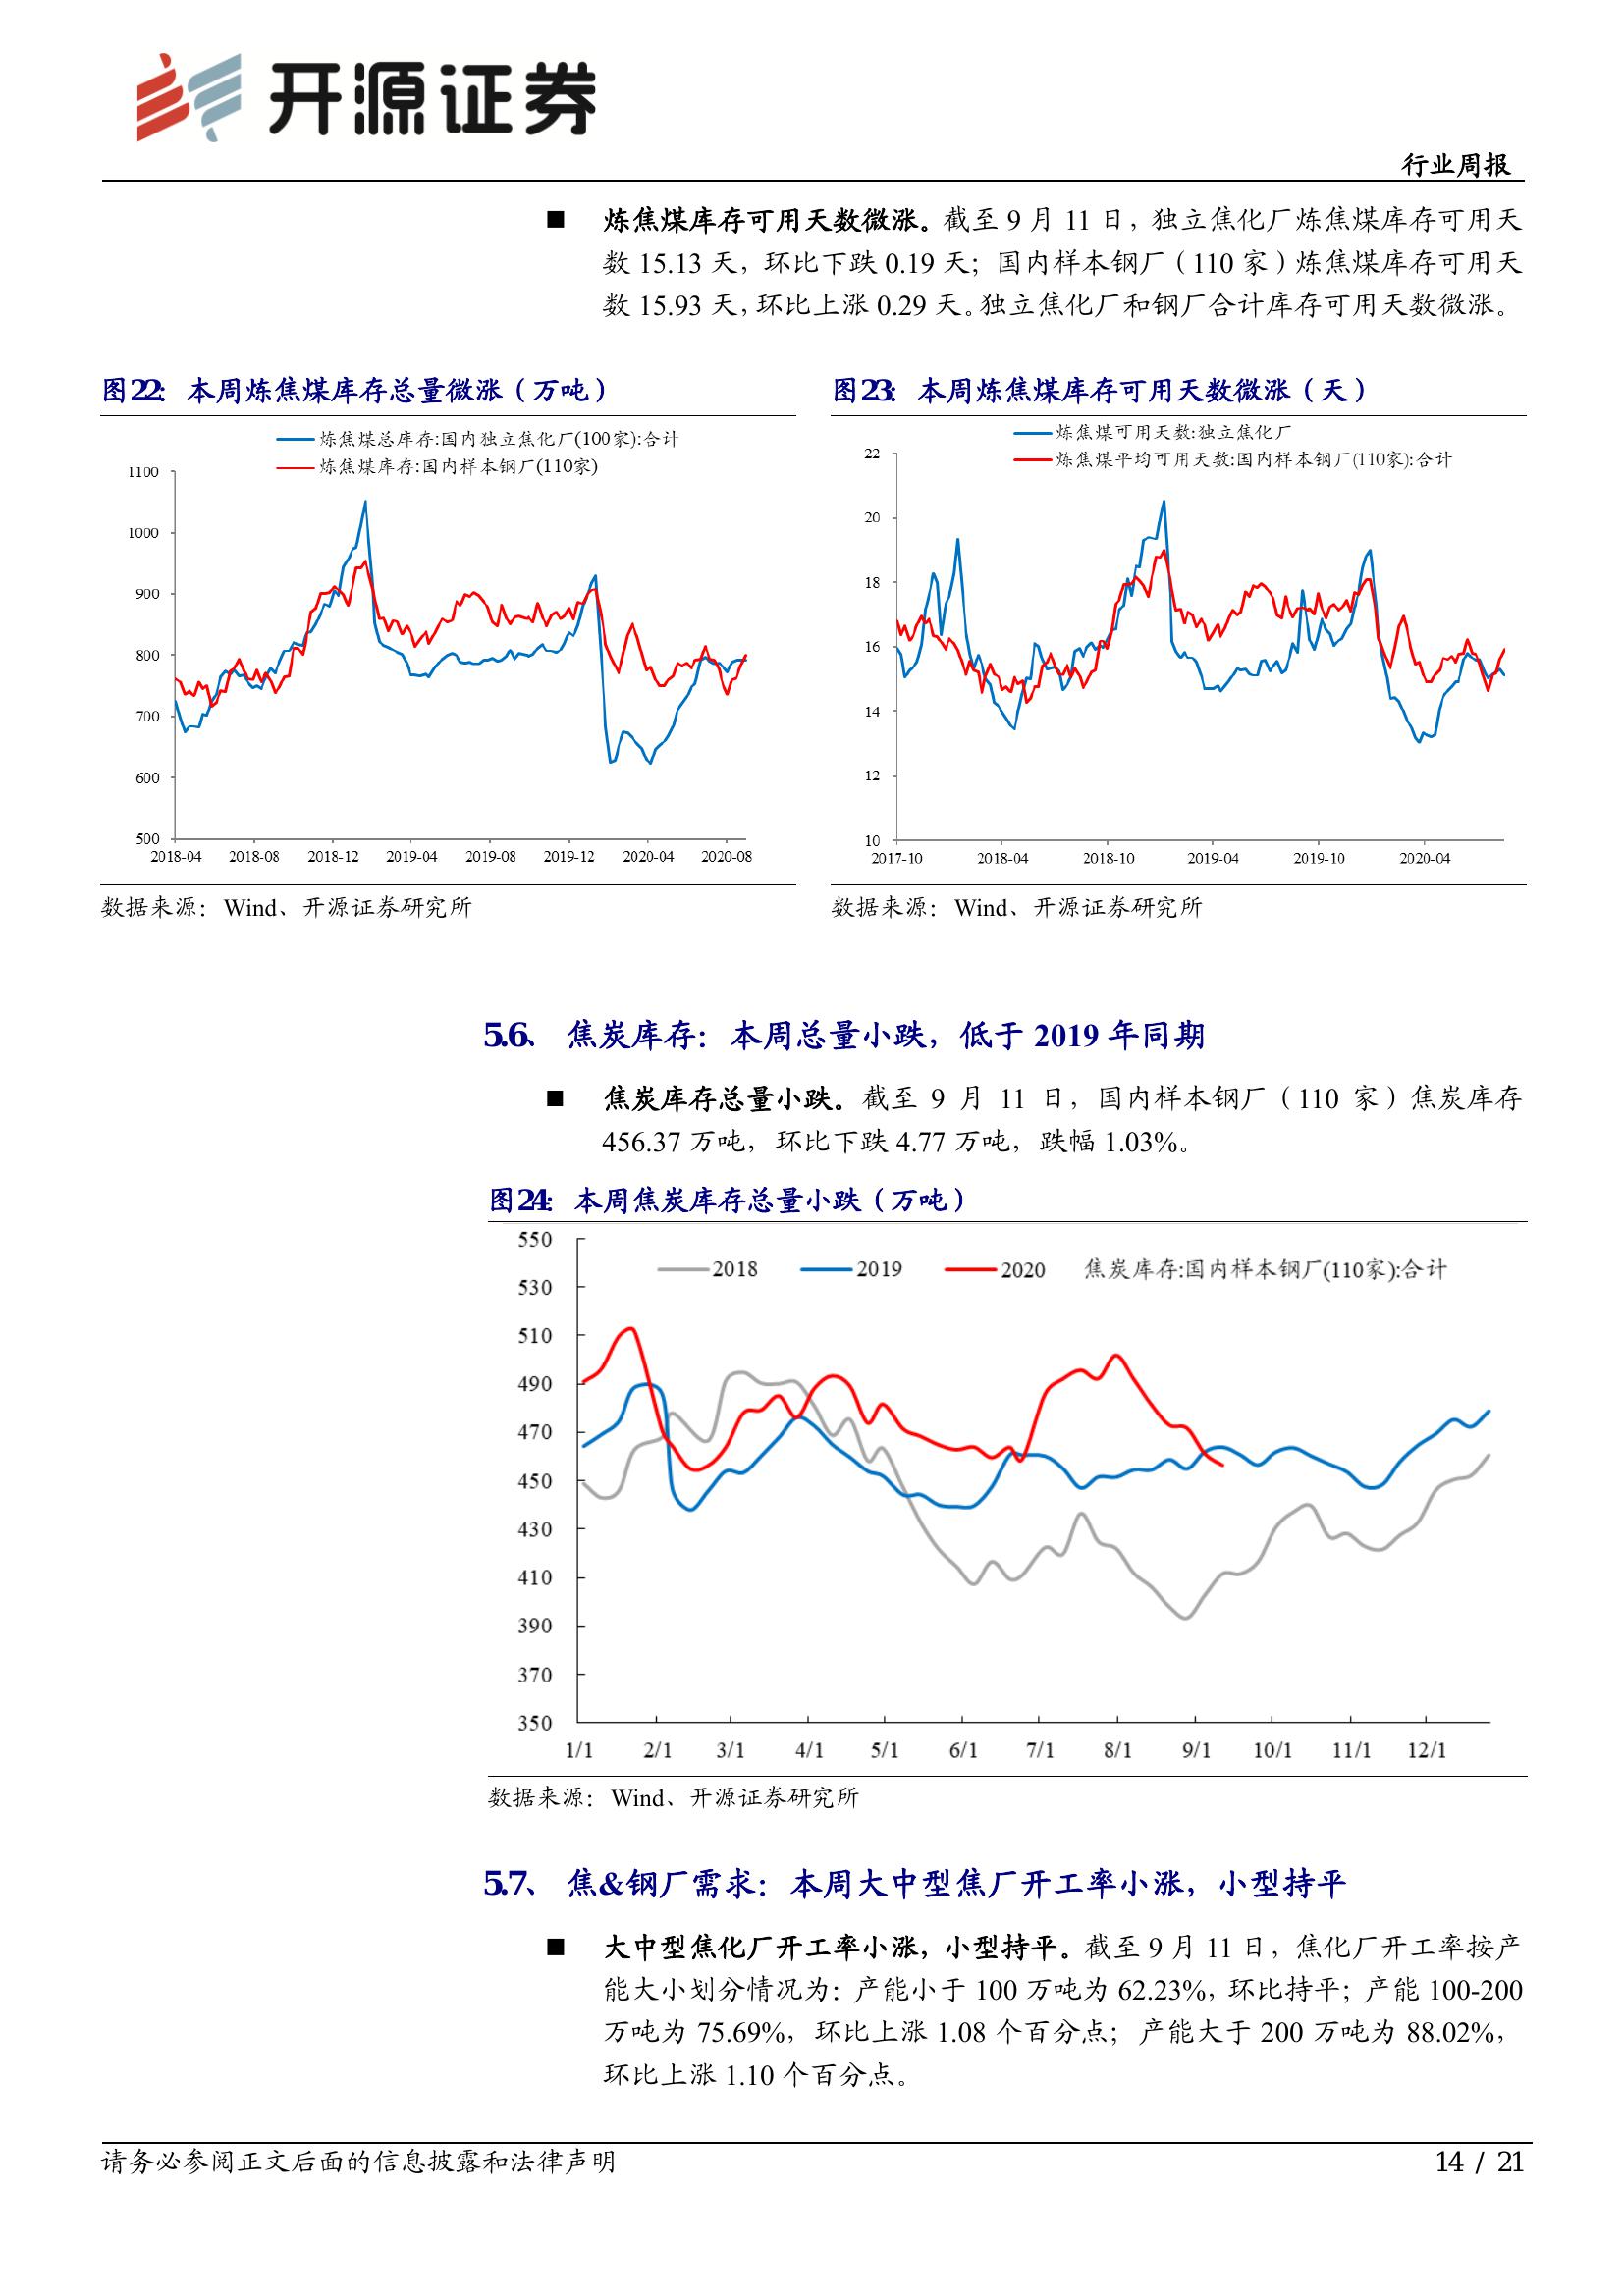 开源证券
行业周报
■ 炼焦煤库存可用天数微涨。截至 9 月 11 日，独立焦化厂炼焦煤库存可用天
数 15.13 天，环比下跌 0.19 天；国内样本钢厂（110 家）炼焦煤库存可用天
数 15.93 天，环比上涨 0.29 天。独立焦化厂和钢厂合计库存可用天数微涨。
图22： 本周炼焦煤库存总量微涨（万吨）
炼焦煤总库存:国内独立焦化厂(100家):合计
炼焦煤库存:国内样本钢厂(110家)
1100
1000
900
800
700
600
500
2018-04 2018-08 2018-12 2019-04 2019-08 2019-12 2020-04 2020-08
数据来源：Wind、开源证券研究所
图23： 本周炼焦煤库存可用天数微涨（天）
炼焦煤可用天数:独立焦化厂
炼焦煤平均可用天数:国内样本钢厂(110家):合计
22
20
18
16
14
12
10
2017-10 2018-04 2018-10 2019-04 2019-10 2020-04
数据来源：Wind、开源证券研究所
5.6、 焦炭库存：本周总量小跌，低于 2019 年同期
■ 焦炭库存总量小跌。截至 9 月 11 日，国内样本钢厂（110 家）焦炭库存
456.37 万吨，环比下跌 4.77 万吨，跌幅 1.03%。
图24： 本周焦炭库存总量小跌（万吨）
2018 2019 2020 焦炭库存:国内样本钢厂(110家):合计
550
530
510
490
470
450
430
410
390
370
350
1/1 2/1 3/1 4/1 5/1 6/1 7/1 8/1 9/1 10/1 11/1 12/1
数据来源：Wind、开源证券研究所
5.7、 焦&钢厂需求：本周大中型焦厂开工率小涨，小型持平
■ 大中型焦化厂开工率小涨，小型持平。截至 9 月 11 日，焦化厂开工率按产
能大小划分情况为：产能小于 100 万吨为 62.23%，环比持平；产能 100-200
万吨为 75.69%，环比上涨 1.08 个百分点；产能大于 200 万吨为 88.02%，
环比上涨 1.10 个百分点。
请务必参阅正文后面的信息披露和法律声明
14 / 21